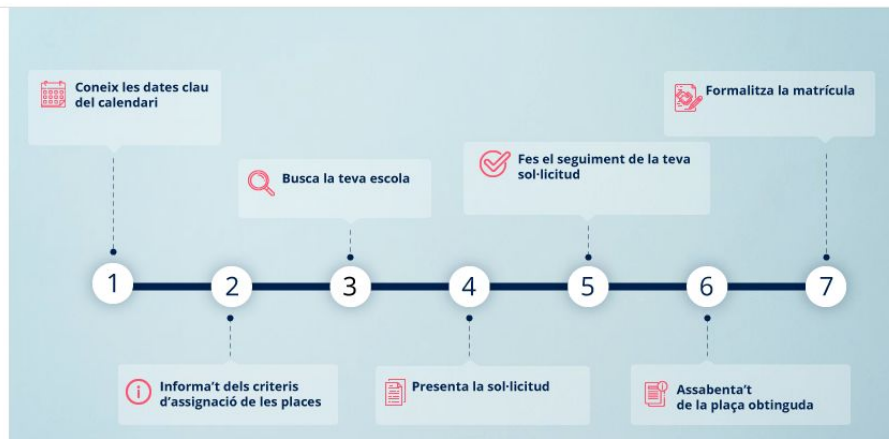 1
Coneix les dates clau
del calendari
2
Informa't dels criteris
d'assignació de les places
3
Busca la teva escola
4
Presenta la sol·licitud
5
Fes el seguiment de la teva
sol·licitud
6
Assabenta't
de la plaça obtinguda
7
Formalitza la matrícula